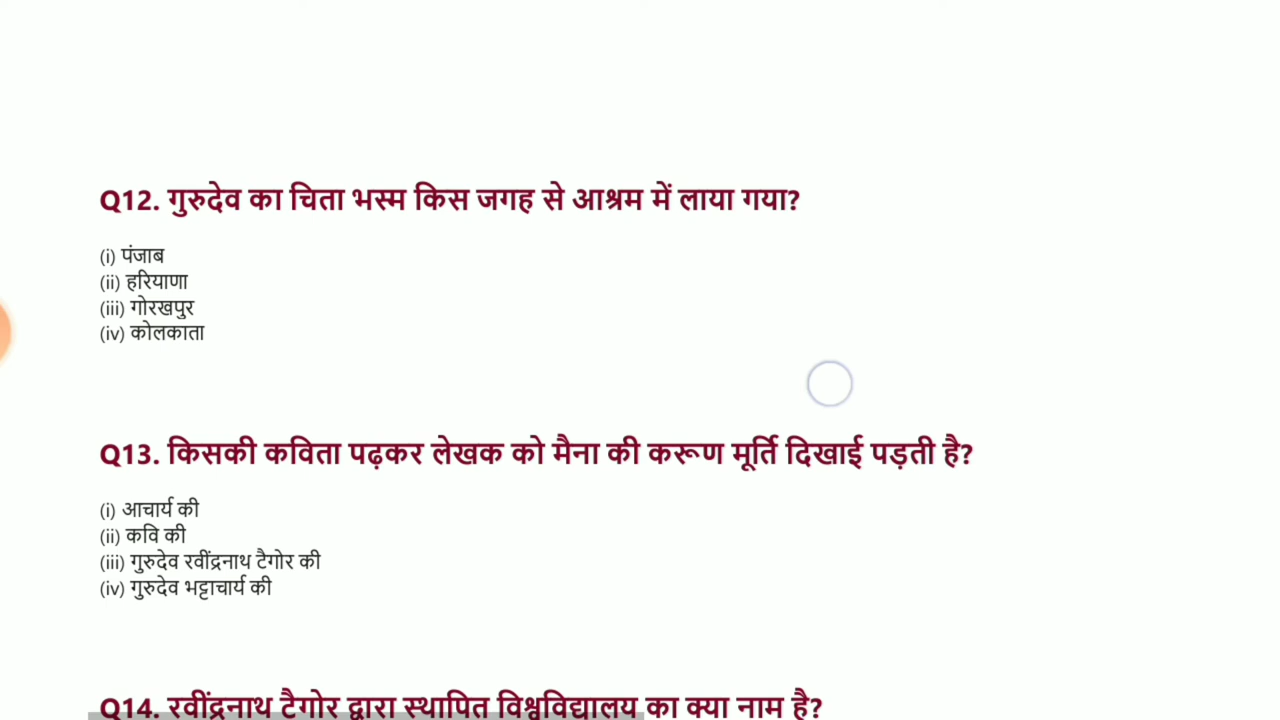 Q12. गुरुदेव का चिता भस्म किस जगह से आश्रम में लाया गया?
(i) पंजाब
(ii) हरियाणा
(iii) गोरखपुर
(iv) कोलकाता
Q13. किसकी कविता पढ़कर लेखक को मैना की करूण मूर्ति दिखाई पड़ती है?
(i) आचार्य की
(ii) कवि की
(iii) गुरुदेव रवींद्रनाथ टैगोर की
(iv) गुरुदेव भट्टाचार्य की
Q14. रवींद्रनाथ टैगोर द्वारा स्थापित विश्वविद्यालय का क्या नाम है?